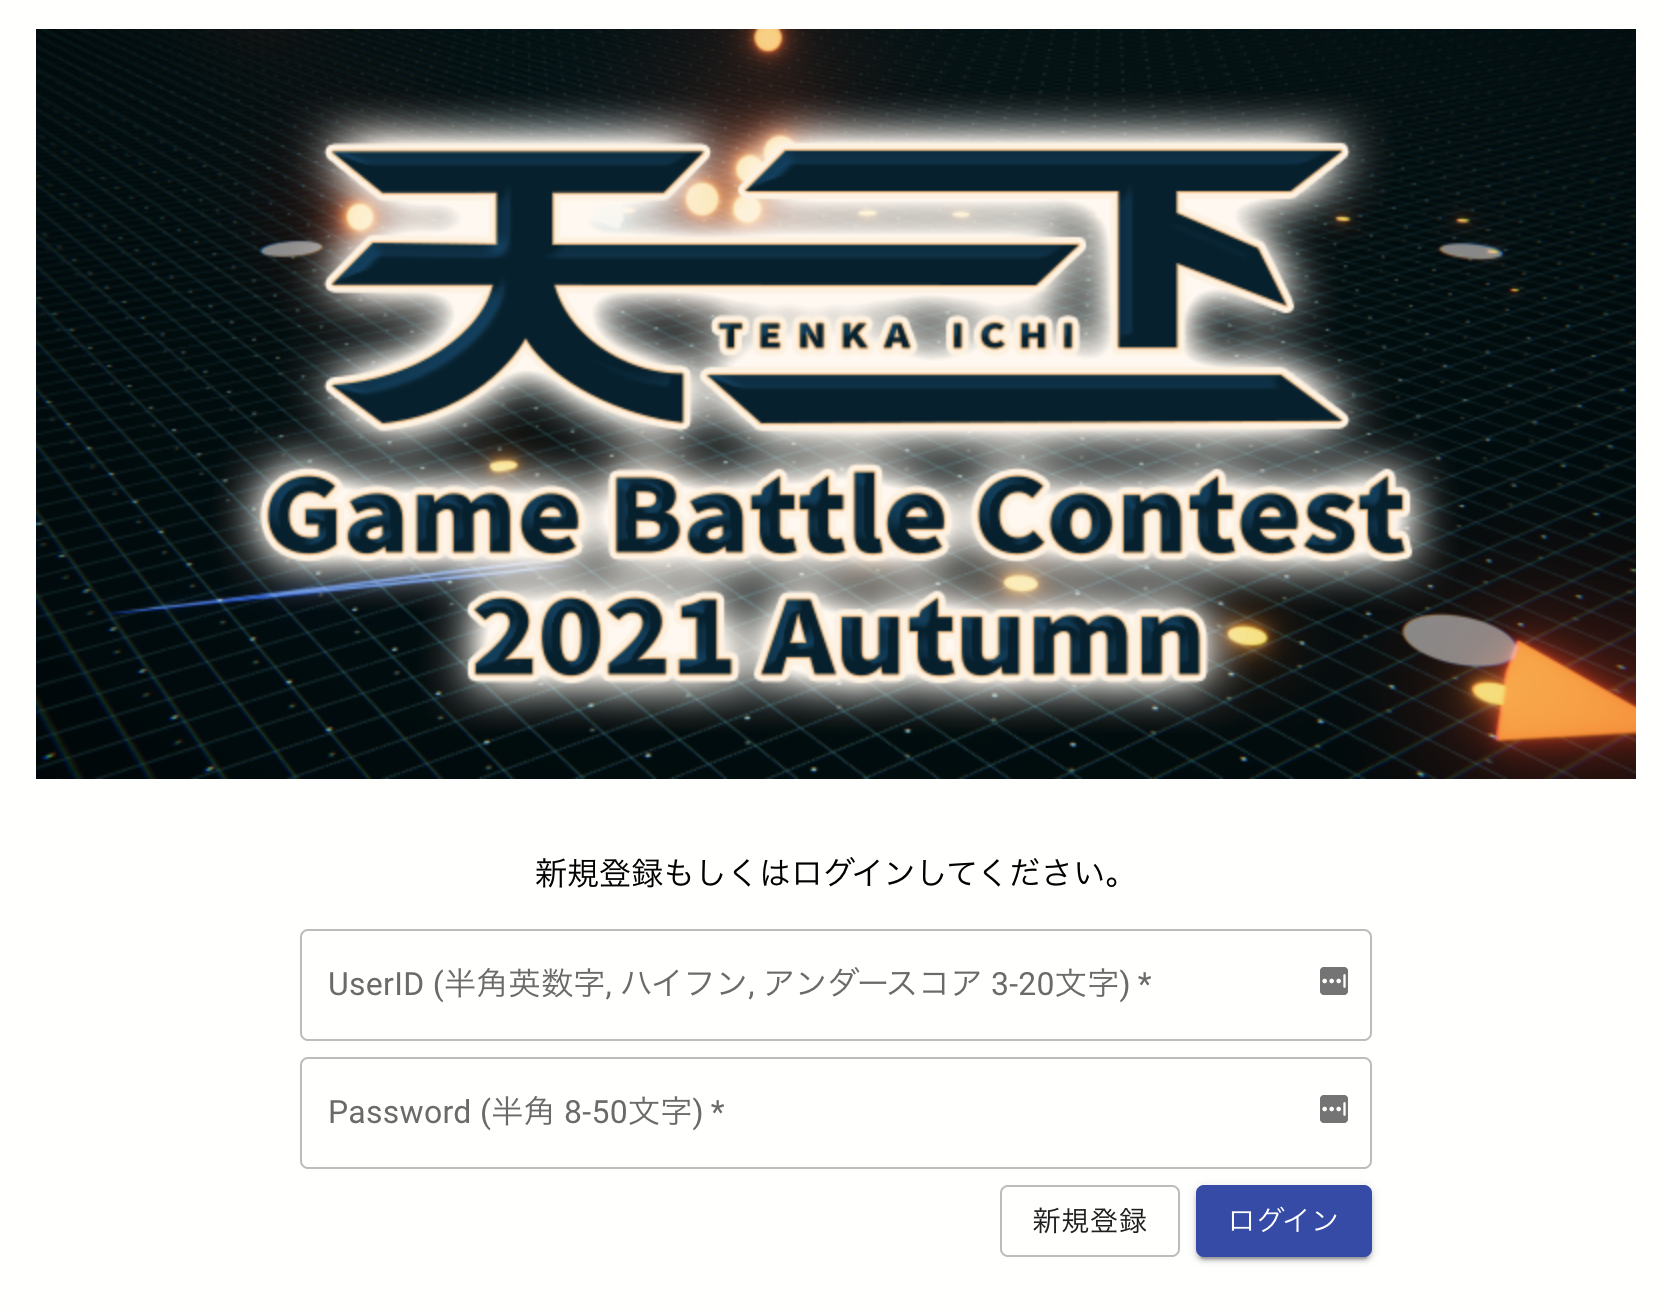 天下一
TENKA ICHI
Game Battle Contest
2021 Autumn
新規登録もしくはログインしてください。
UserID (半角英数字, ハイフン, アンダースコア 3-20文字) *
Password (半角 8-50文字) *
新規登録 ログイン